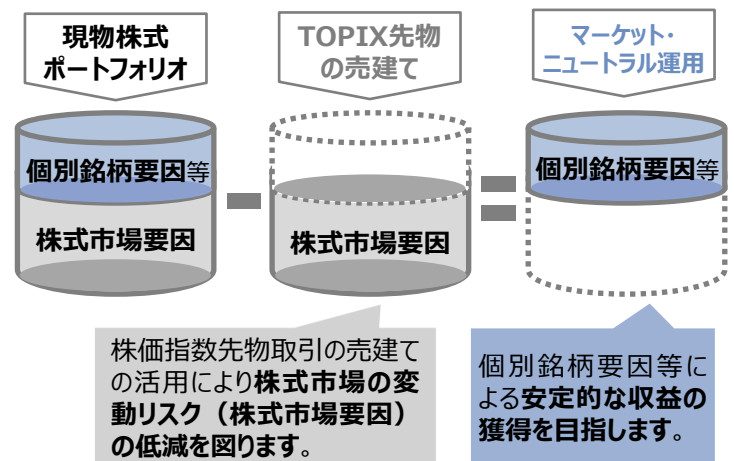 現物株式
ポートフォリオ
TOPIX先物
の売建て
マーケット・
ニュートラル運用
個別銘柄要因等
株式市場要因
株式市場要因
個別銘柄要因等
株価指数先物取引の売建て
の活用により株式市場の変
動リスク（株式市場要因）
の低減を図ります。
個別銘柄要因等に
よる安定的な収益の
獲得を目指します。